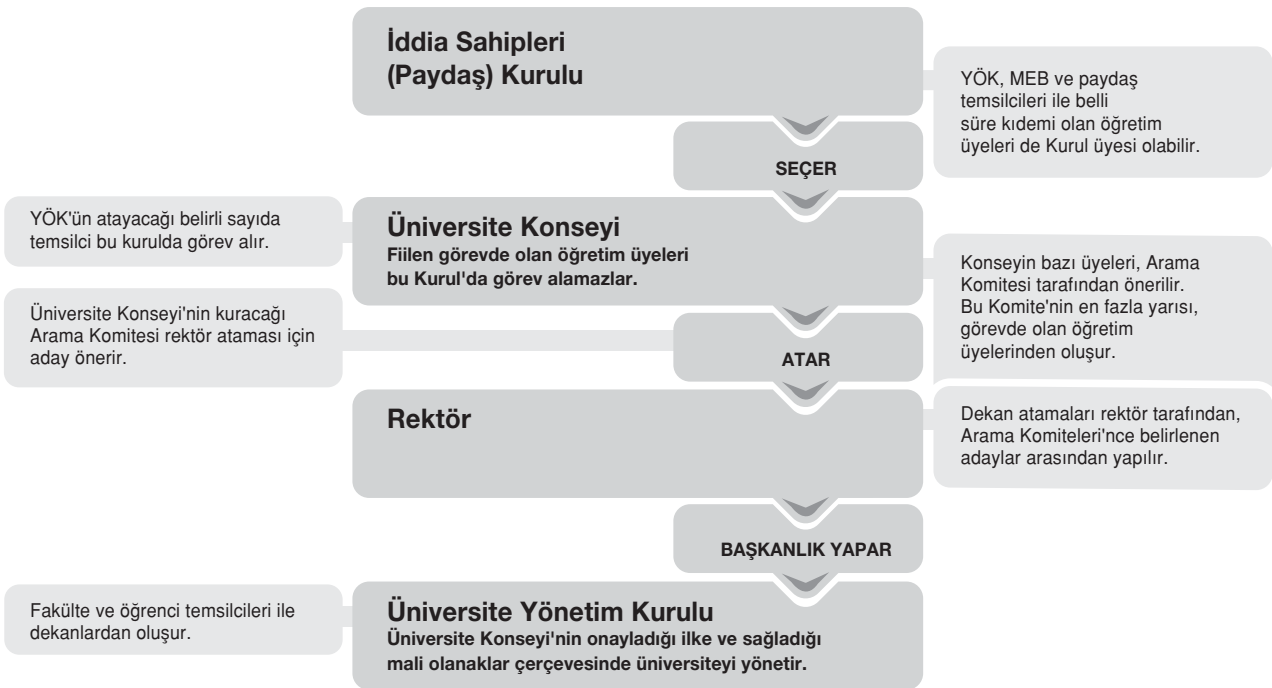 İddia Sahipleri
(Paydaş) Kurulu
YÖK, MEB ve paydaş
temsilcileri ile belli
süre kıdemi olan öğretim
üyeleri de Kurul üyesi olabilir.
SEÇER
YÖK'ün atayacağı belirli sayıda
temsilci bu kurulda görev alır.
Üniversite Konseyi
Fiilen görevde olan öğretim üyeleri
bu Kurul'da görev alamazlar.
Konseyin bazı üyeleri, Arama
Komitesi tarafından önerilir.
Bu Komite'nin en fazla yarısı,
görevde olan öğretim
üyelerinden oluşur.
Üniversite Konseyi'nin kuracağı
Arama Komitesi rektör ataması için
aday önerir.
ATAR
Rektör
Dekan atamaları rektör tarafından,
Arama Komiteleri'nce belirlenen
adaylar arasından yapılır.
BAŞKANLIK YAPAR
Fakülte ve öğrenci temsilcileri ile
dekanlardan oluşur.
Üniversite Yönetim Kurulu
Üniversite Konseyi'nin onayladığı ilke ve sağladığı
mali olanaklar çerçevesinde üniversiteyi yönetir.